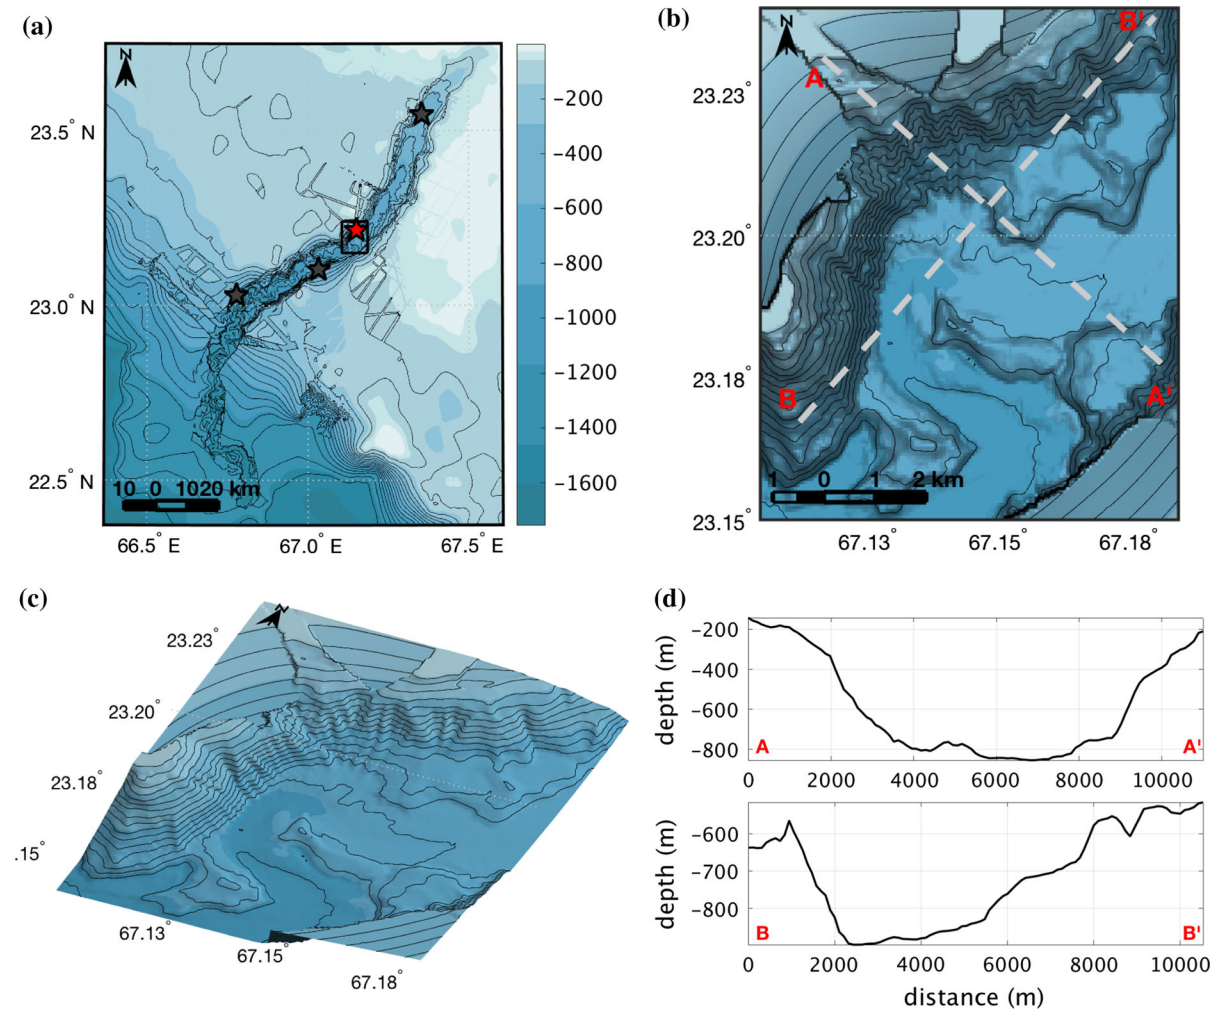 (a)
N
23.5° N
23.0° N
22.5° N
10 0 1020 km
66.5° E
67.0° E
67.5° E
−200
−400
−600
−800
−1000
−1200
−1400
−1600
(b)
N
A
B'
B
A'
23.23°
23.20°
23.18°
23.15°
1 0 1 2 km
67.13°
67.15°
67.18°
(c)
N
23.23°
23.20°
23.18°
.15°
67.13°
67.15°
67.18°
(d)
depth (m)
−200
−400
−600
−800
A
A'
0 2000 4000 6000 8000 10000
depth (m)
−600
−700
−800
B
B'
0 2000 4000 6000 8000 10000
distance (m)